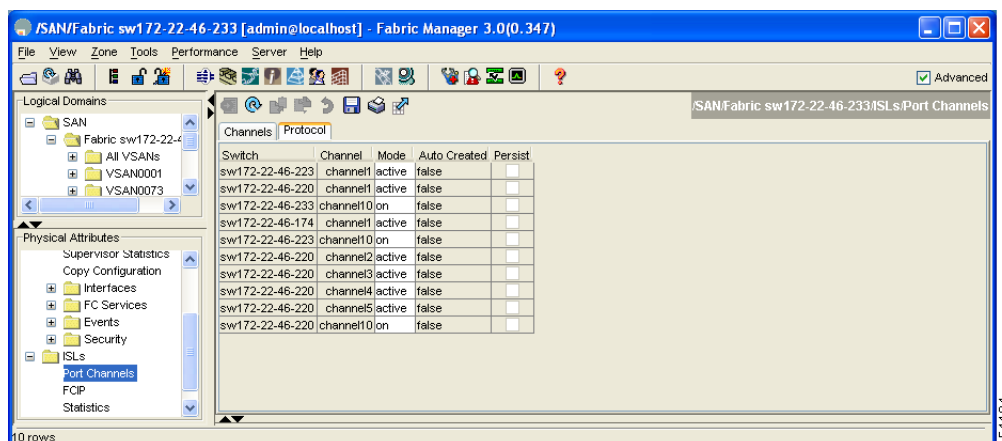 /SAN/Fabric sw172-22-46-233 [admin@localhost] - Fabric Manager 3.0(0.347)
File View Zone Tools Performance Server Help
Advanced
Logical Domains
SAN
Fabric sw172-22-4
All VSANs
VSAN0001
VSAN0073
Physical Attributes
Supervisor Statistics
Copy Configuration
Interfaces
FC Services
Events
Security
ISLs
Port Channels
FCIP
Statistics
/SAN/Fabric sw172-22-46-233/ISLs/Port Channels
Channels Protocol
Switch Channel Mode Auto Created Persist
sw172-22-46-223 channel1 active false
sw172-22-46-220 channel1 active false
sw172-22-46-233 channel10 on false
sw172-22-46-174 channel1 active false
sw172-22-46-223 channel10 on false
sw172-22-46-220 channel2 active false
sw172-22-46-220 channel3 active false
sw172-22-46-220 channel4 active false
sw172-22-46-220 channel5 active false
sw172-22-46-220 channel10 on false
10 rows